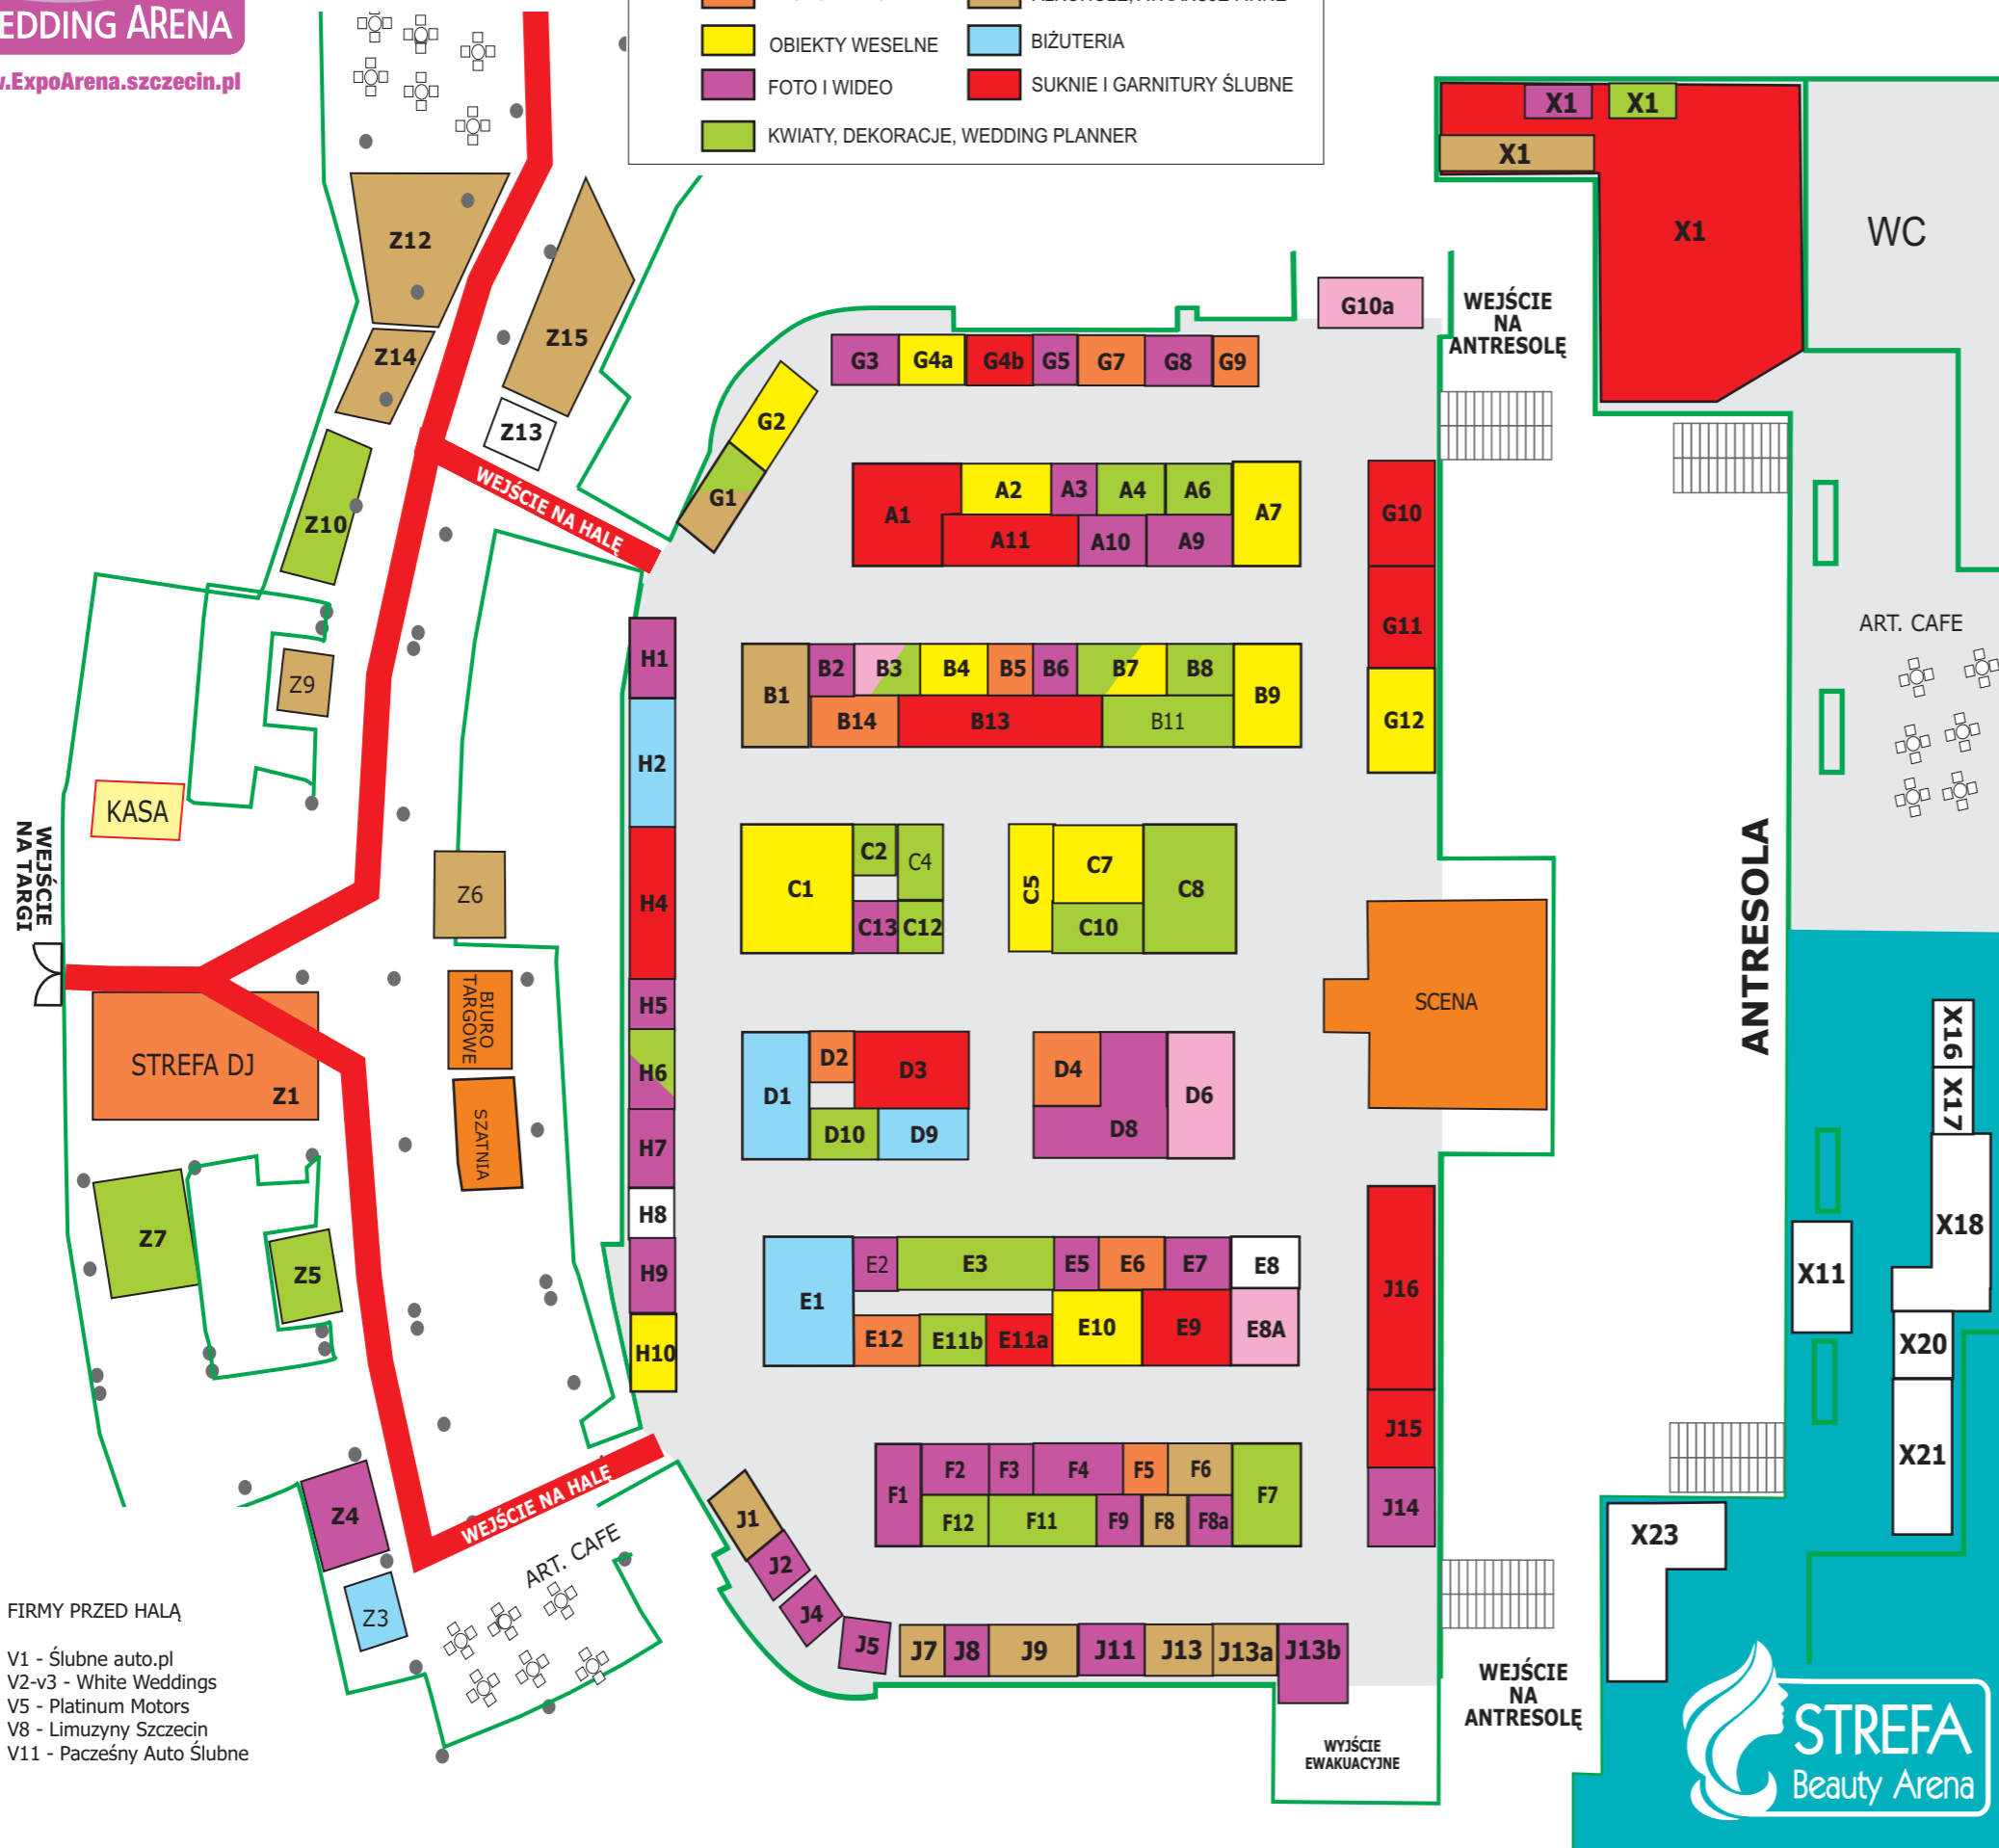 WEDDING ARENA
w.ExpoArena.szczecin.pl
OBIEKTY WESELNE
BIŻUTERIA
FOTO I WIDEO
SUKNIE I GARNITURY ŚLUBNE
KWIATY, DEKORACJE, WEDDING PLANNER
X1
X1
X1
X1
WC
Z12
Z15
Z14
Z13
Z10
Z9
WEJŚCIE NA HALĘ
G10a
WEJŚCIE
NA
ANTRESOLĘ
G3
G4a
G4b
G5
G7
G8
G9
G2
G1
A1
A2
A3
A4
A6
A7
A11
A10
A9
G10
G11
G12
H1
H2
H4
H5
H6
H7
H8
H9
H10
B1
B2
B3
B4
B5
B6
B7
B8
B9
B14
B13
B11
ART. CAFE
KASA
WEJŚCIE
NA TARGI
Z6
C1
C2
C4
C13
C12
C5
C7
C8
C10
ANTRESOLA
SCENA
BIURO
TARGOWE
SZATNIA
STREFA DJ
Z1
D1
D2
D3
D10
D9
D4
D8
D6
X16
X17
X18
X11
X20
X21
X23
Z7
Z5
E1
E2
E3
E5
E6
E7
E8
E12
E11b
E11a
E10
E9
E8A
J16
J15
J14
F1
F2
F3
F4
F5
F6
F7
F12
F11
F9
F8
F8a
Z4
Z3
WEJŚCIE NA HALĘ
ART. CAFE
J1
J2
J4
J5
J7
J8
J9
J11
J13
J13a
J13b
WEJŚCIE
NA
ANTRESOLĘ
WYJŚCIE
EWAKUACYJNE
FIRMY PRZED HALĄ
V1 - Ślubne auto.pl
V2-v3 - White Weddings
V5 - Platinum Motors
V8 - Limuzyny Szczecin
V11 - Pacześny Auto Ślubne
STREFA
Beauty Arena